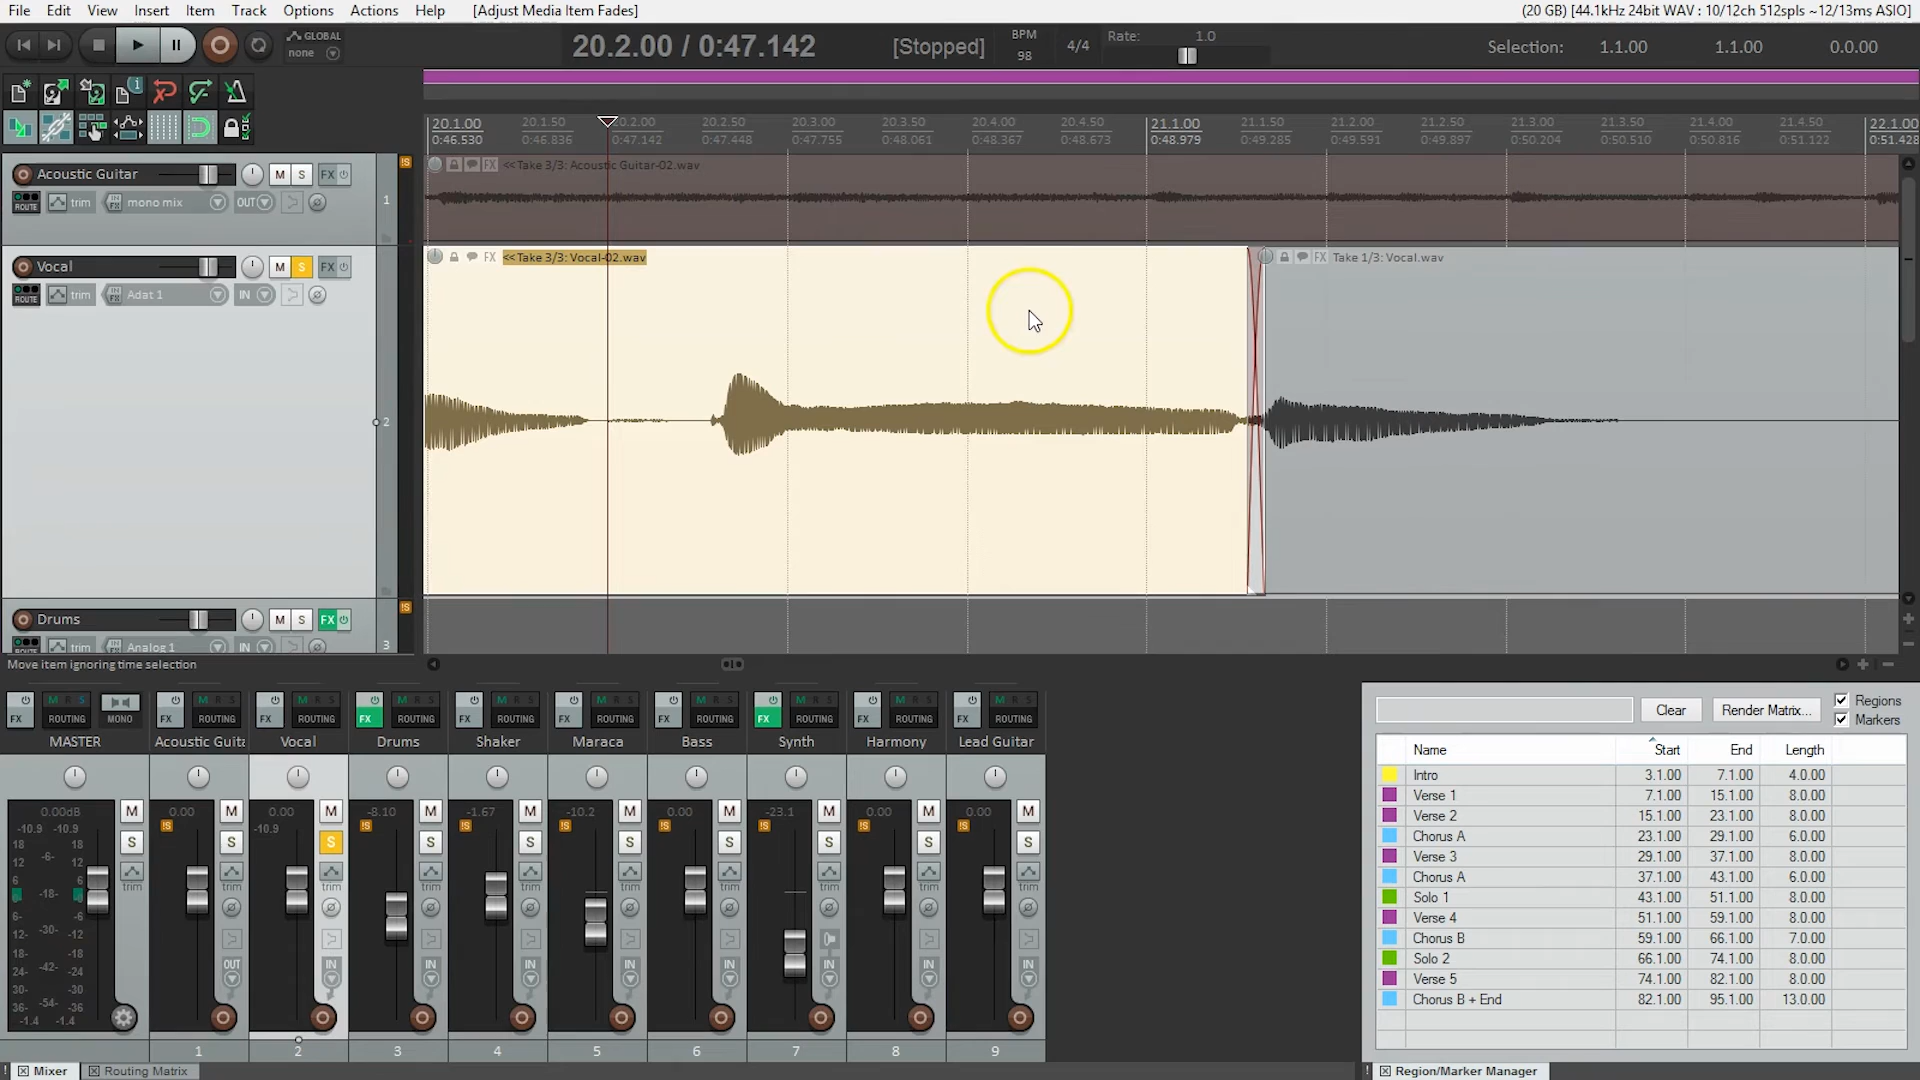 File Edit View Insert Item Track Options Actions Help [Adjust Media Item Fades] (20 GB) [44.1kHz 24bit WAV : 10/12ch 512spls ~12/13ms ASIO]
GLOBAL
none
20.2.00 / 0:47.142 [Stopped] BPM 98 4/4 Rate: 1.0 Selection: 1.1.00 1.1.00 0.0.00
20.1.00 20.1.50 20.2.00 20.2.50 20.3.00 20.3.50 20.4.00 20.4.50 21.1.00 21.1.50 21.2.00 21.2.50 21.3.00 21.3.50 21.4.00 21.4.50 22.1.00
0:46.530 0:46.836 0:47.142 0:47.448 0:47.755 0:48.061 0:48.367 0:48.673 0:48.979 0:49.285 0:49.591 0:49.897 0:50.204 0:50.510 0:50.816 0:51.122 0:51.428
FX <<Take 3/3: Acoustic Guitar-02.wav
Acoustic Guitar M S FX
ROUTE trim IN FX mono mix OUT 1
FX <<Take 3/3: Vocal-02.wav FX Take 1/3: Vocal.wav
Vocal M S FX
ROUTE trim IN FX Adat 1 IN
2
Drums M S FX
trim Analog 1 IN 3
Move item ignoring time selection
FX M R S ROUTING MONO FX M R S ROUTING FX M R S ROUTING FX M R S ROUTING FX M R S ROUTING FX M R S ROUTING FX M R S ROUTING FX M R S ROUTING FX M R S ROUTING FX M R S ROUTING
MASTER Acoustic Guita Vocal Drums Shaker Maraca Bass Synth Harmony Lead Guitar
0.00dB 0.00 0.00 -8.10 -1.67 -10.2 0.00 -23.1 0.00 0.00
M M M M M M M M M M
-10.9 -10.9 -10.9
S S S S S S S S S S
18 -6- 18
12 12
6 6
-18-
trim trim trim trim trim trim trim trim trim trim
6- 6-
12- -30- 12-
18- 18-
24- -42- 24-
30- 30-
36- -54- 36-
-1.4 -1.4
OUT IN IN IN IN IN IN IN IN
1 2 3 4 5 6 7 8 9
Mixer Routing Matrix
Clear Render Matrix... Regions
Markers
Name Start End Length
Intro 3.1.00 7.1.00 4.0.00
Verse 1 7.1.00 15.1.00 8.0.00
Verse 2 15.1.00 23.1.00 8.0.00
Chorus A 23.1.00 29.1.00 6.0.00
Verse 3 29.1.00 37.1.00 8.0.00
Chorus A 37.1.00 43.1.00 6.0.00
Solo 1 43.1.00 51.1.00 8.0.00
Verse 4 51.1.00 59.1.00 8.0.00
Chorus B 59.1.00 66.1.00 7.0.00
Solo 2 66.1.00 74.1.00 8.0.00
Verse 5 74.1.00 82.1.00 8.0.00
Chorus B + End 82.1.00 95.1.00 13.0.00
Region/Marker Manager